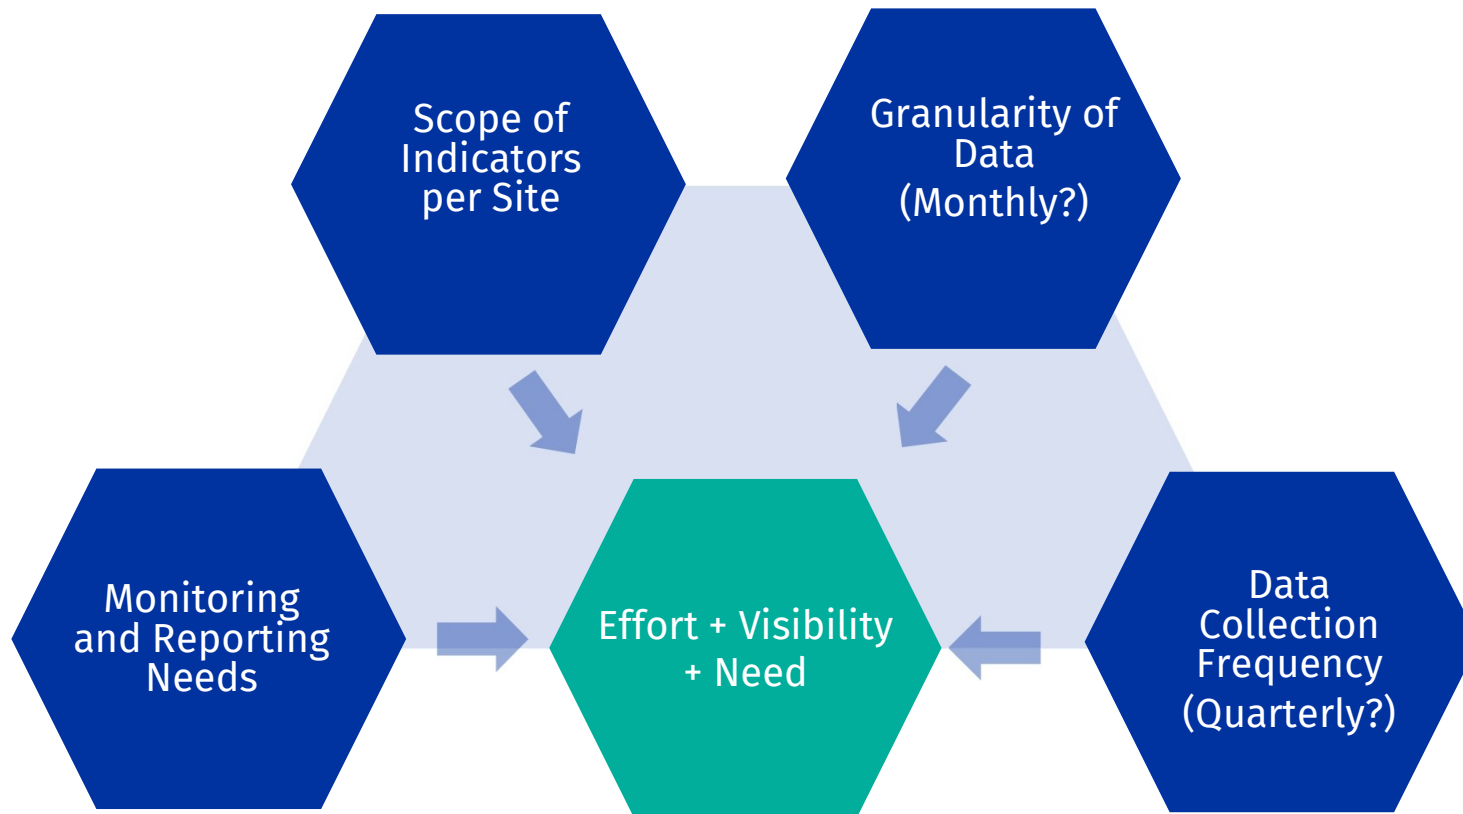 Scope of
Indicators
per Site
Granularity of
Data
(Monthly?)
Monitoring
and Reporting
Needs
Effort + Visibility
+ Need
Data
Collection
Frequency
(Quarterly?)